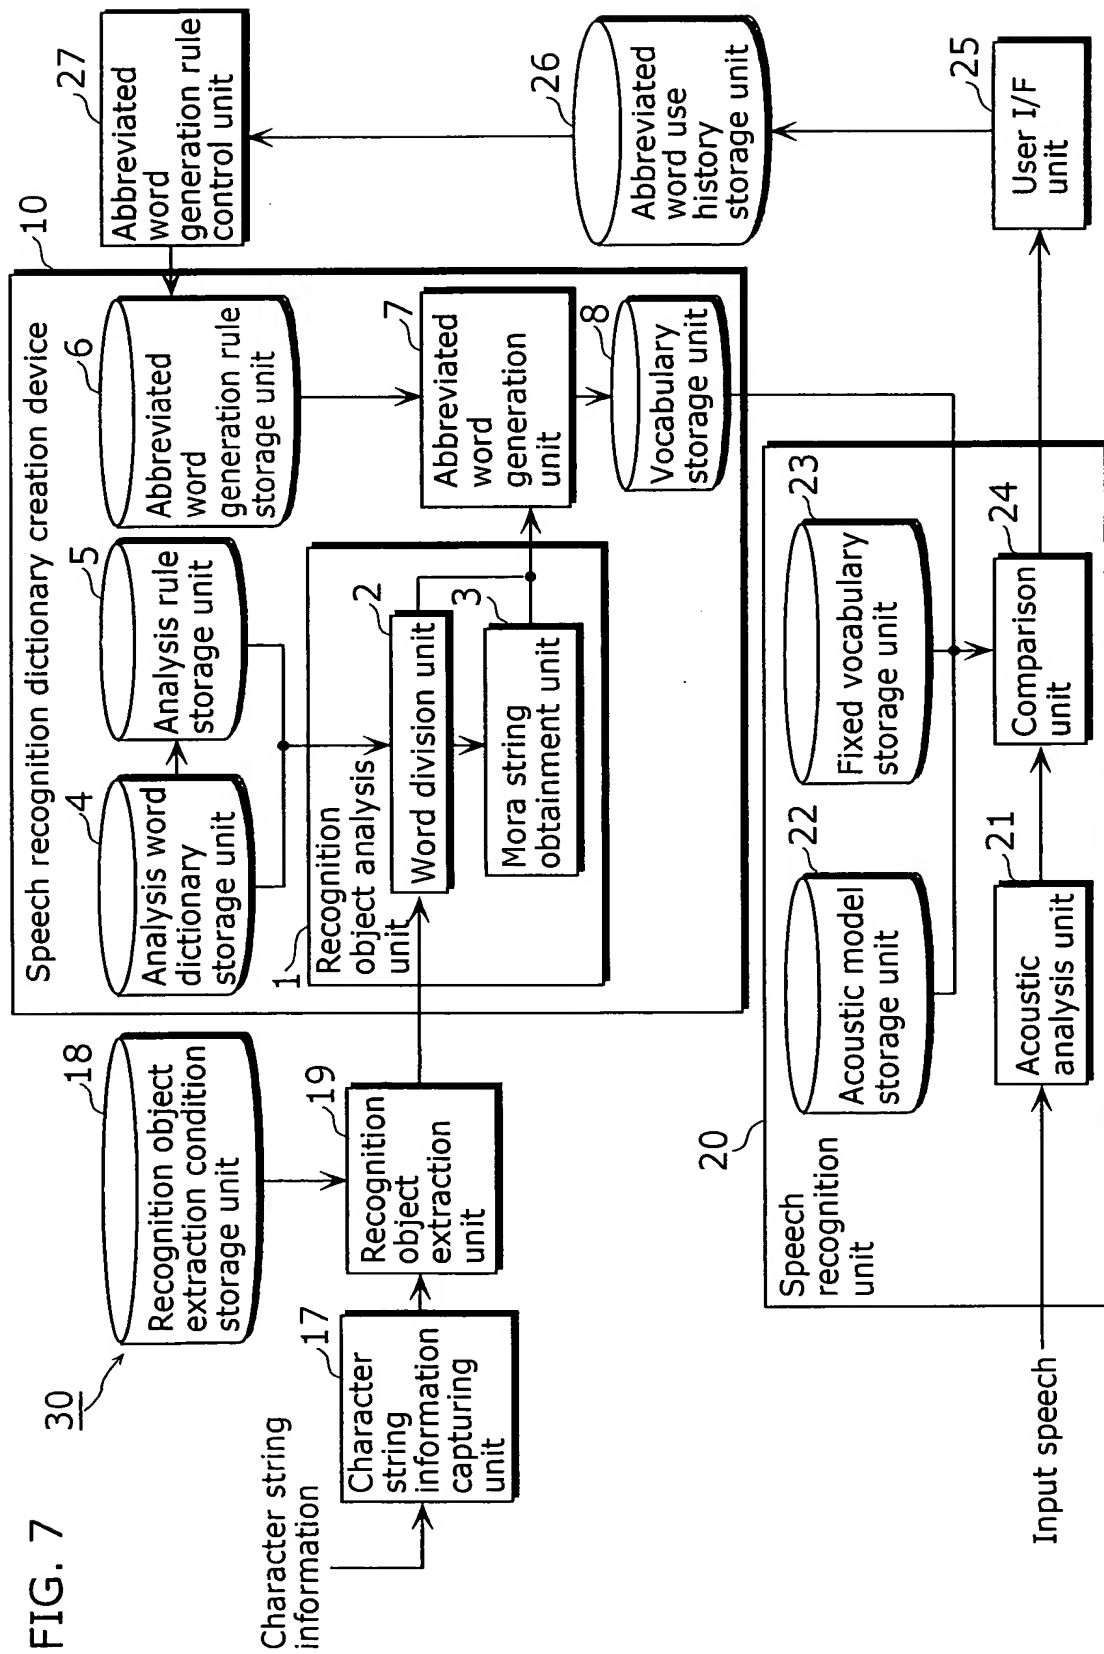 FIG. 7
30
Character string
information
17
Character
string
information
capturing
unit
18
Recognition object
extraction condition
storage unit
19
Recognition
object
extraction
unit
Speech recognition dictionary creation device
10
4
Analysis word
dictionary
storage unit
5
Analysis rule
storage unit
6
Abbreviated
word
generation rule
storage unit
1
Recognition
object analysis
unit
2
Word division unit
3
Mora string
obtainment unit
7
Abbreviated
word
generation
unit
8
Vocabulary
storage unit
27
Abbreviated
word
generation rule
control unit
26
Abbreviated
word use
history
storage unit
25
User I/F
unit
20
Speech
recognition
unit
22
Acoustic model
storage unit
23
Fixed vocabulary
storage unit
21
Acoustic
analysis unit
24
Comparison
unit
Input speech